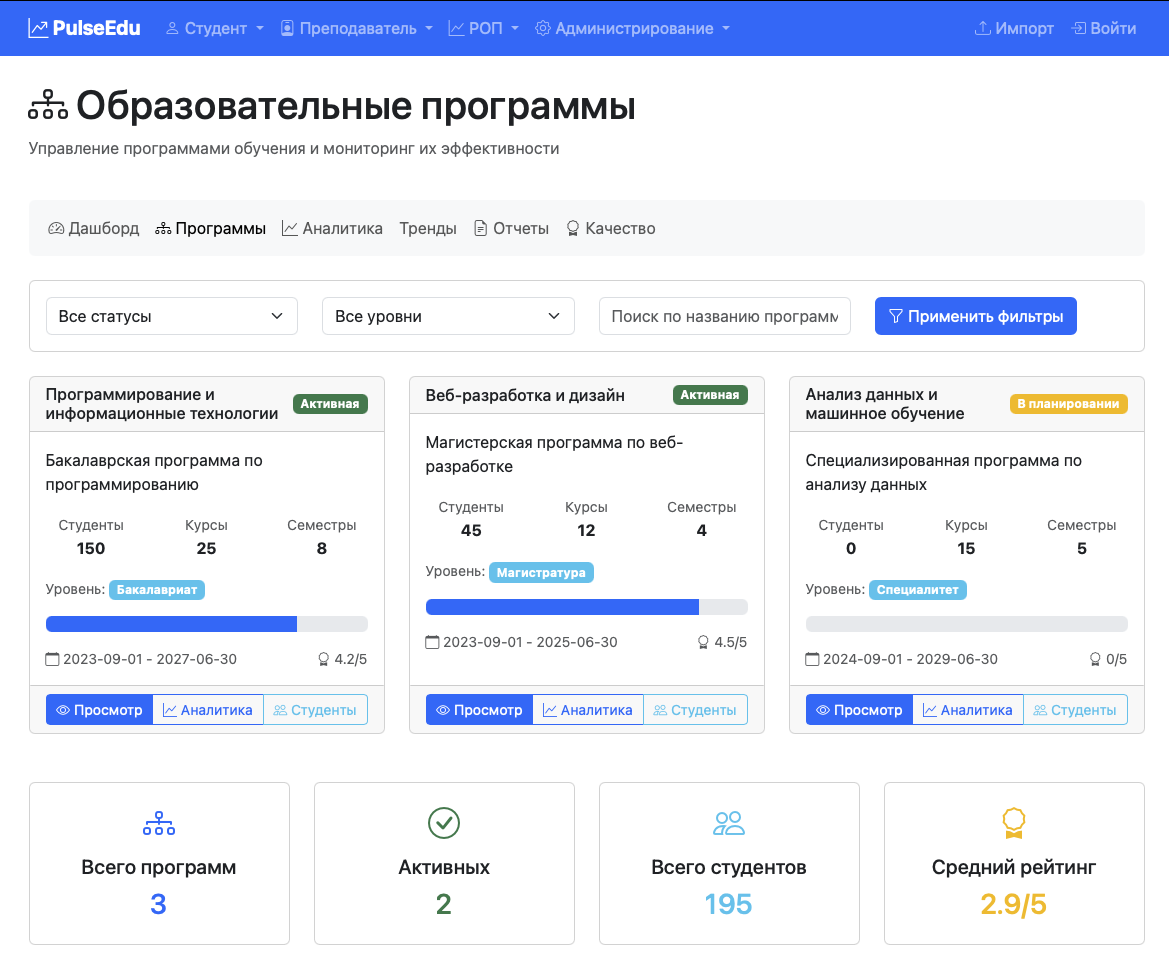 PulseEdu Студент Преподаватель РОП Администрирование Импорт Войти
Образовательные программы
Управление программами обучения и мониторинг их эффективности
Дашборд Программы Аналитика Тренды Отчеты Качество
Все статусы Все уровни Поиск по названию программ Применить фильтры
Программирование и
информационные технологии
Активная
Бакалаврская программа по
программированию
Студенты Курсы Семестры
150 25 8
Уровень: Бакалавриат
2023-09-01 - 2027-06-30 4.2/5
Просмотр Аналитика Студенты
Веб-разработка и дизайн Активная
Магистерская программа по веб-
разработке
Студенты Курсы Семестры
45 12 4
Уровень: Магистратура
2023-09-01 - 2025-06-30 4.5/5
Просмотр Аналитика Студенты
Анализ данных и
машинное обучение
В планировании
Специализированная программа по
анализу данных
Студенты Курсы Семестры
0 15 5
Уровень: Специалитет
2024-09-01 - 2029-06-30 0/5
Просмотр Аналитика Студенты
Всего программ
3
Активных
2
Всего студентов
195
Средний рейтинг
2.9/5